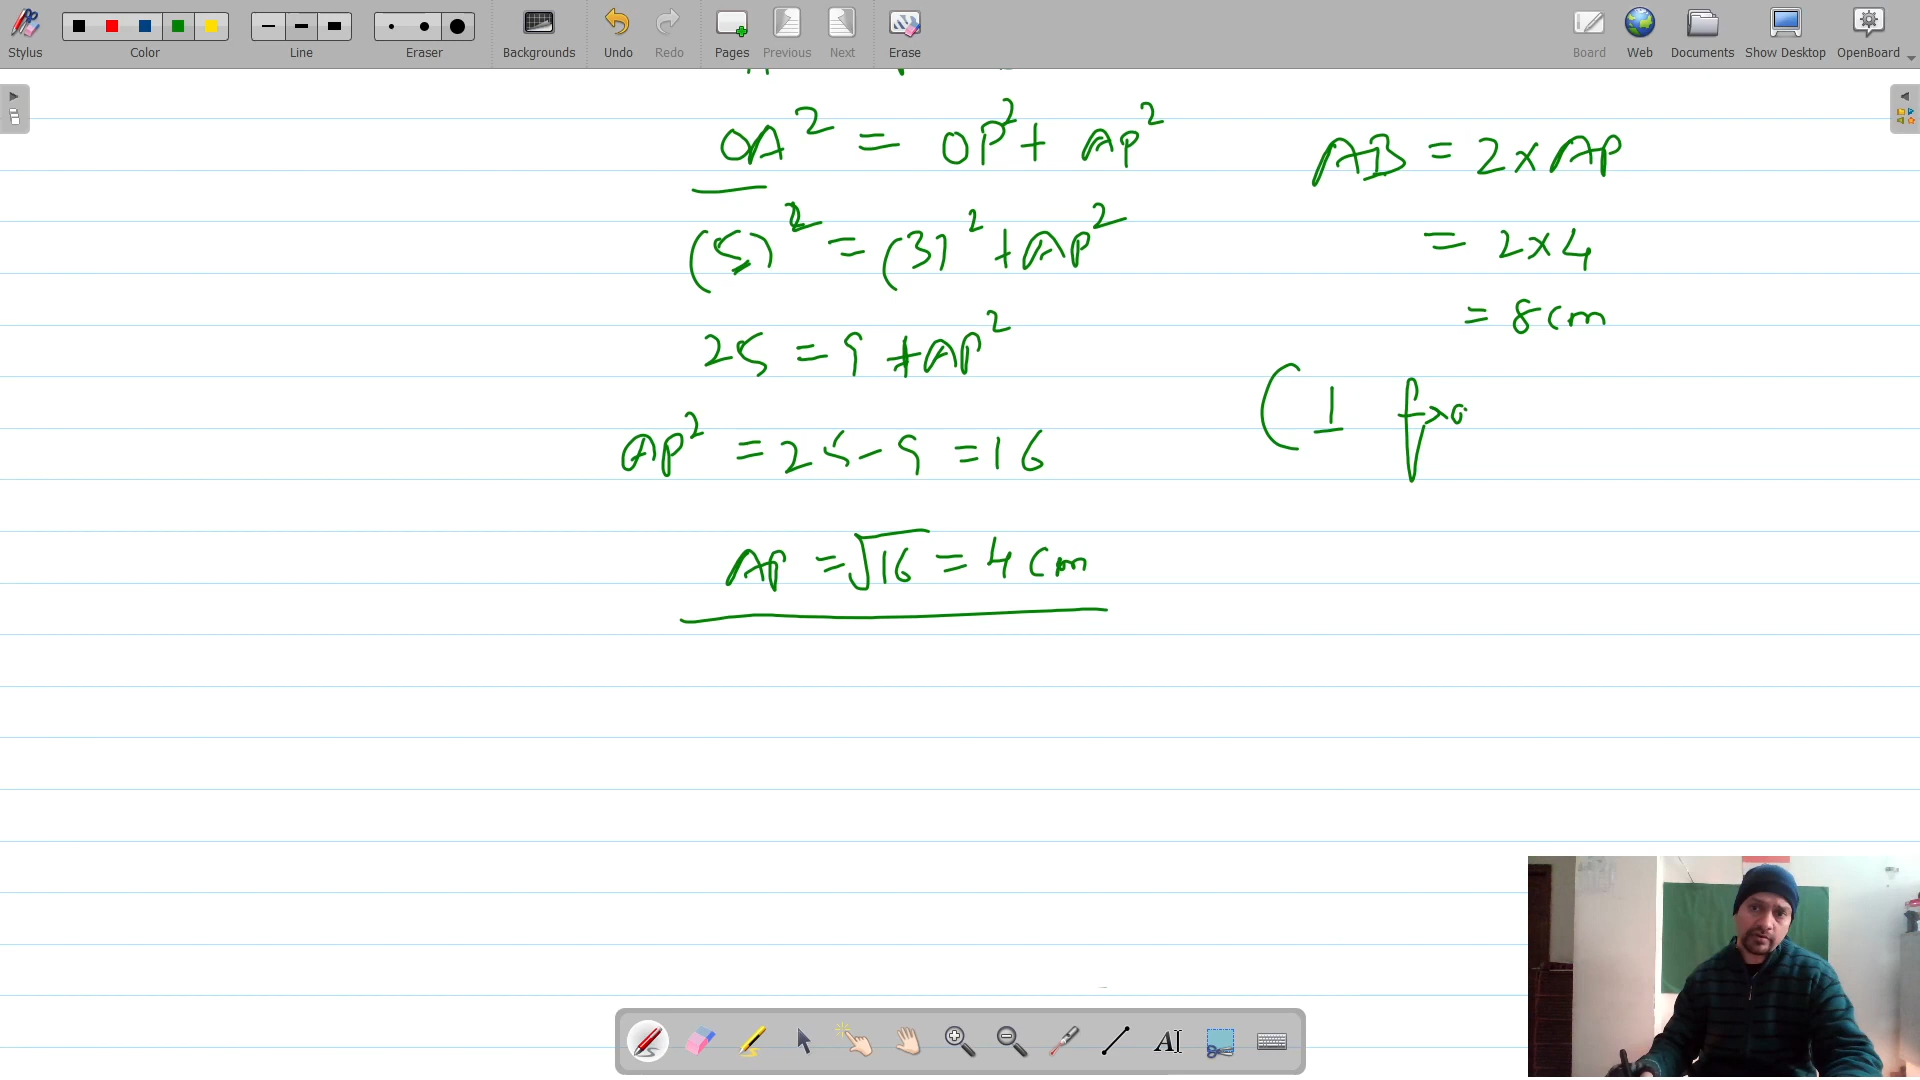 Stylus Color Line Eraser Backgrounds Undo Redo Pages Previous Next Erase Board Web Documents Show Desktop OpenBoard
OA² = OP² + AP²
(5)² = (3)² + AP²
25 = 9 + AP²
AP² = 25 - 9 = 16
AP = √16 = 4 cm
AB = 2 x AP
= 2 x 4
= 8 cm
( ⊥